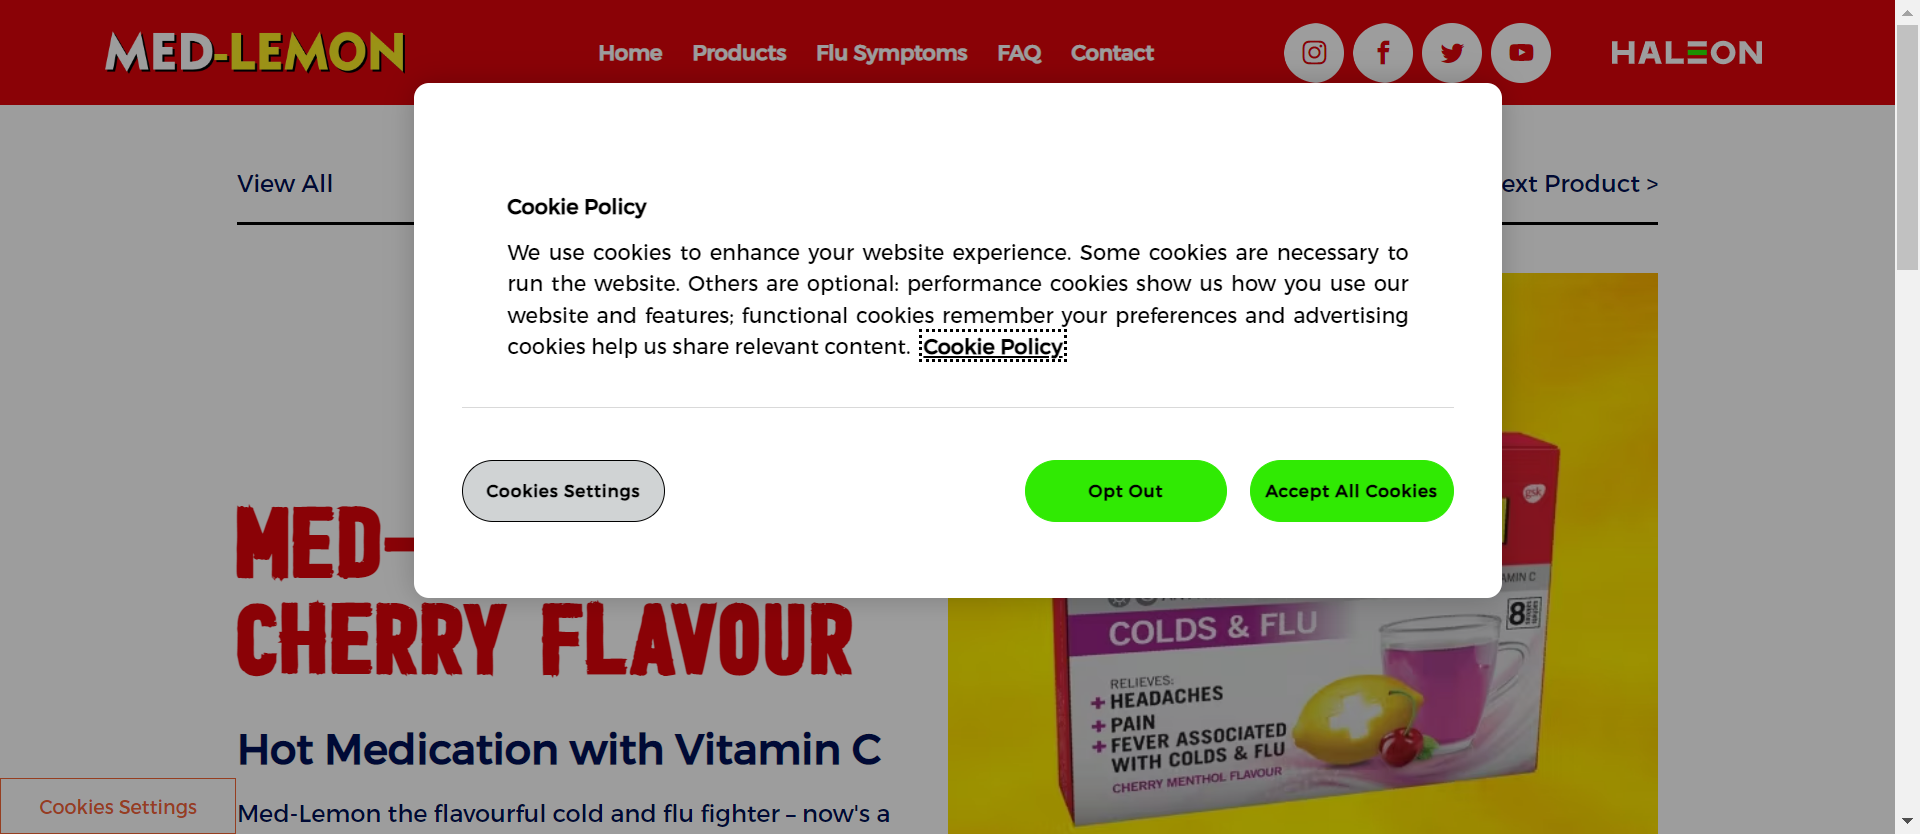 MED-LEMON
Home Products Flu Symptoms FAQ Contact
HALEON
View All
ext Product >
Cookie Policy
We use cookies to enhance your website experience. Some cookies are necessary to
run the website. Others are optional: performance cookies show us how you use our
website and features; functional cookies remember your preferences and advertising
cookies help us share relevant content. Cookie Policy
Cookies Settings
Opt Out
Accept All Cookies
MED-
CHERRY FLAVOUR
Hot Medication with Vitamin C
Med-Lemon the flavourful cold and flu fighter – now's a
Cookies Settings
gsk
AMIN C
COLDS & FLU
8
RELIEVES:
+ HEADACHES
+ PAIN
+ FEVER ASSOCIATED
WITH COLDS & FLU
CHERRY MENTHOL FLAVOUR